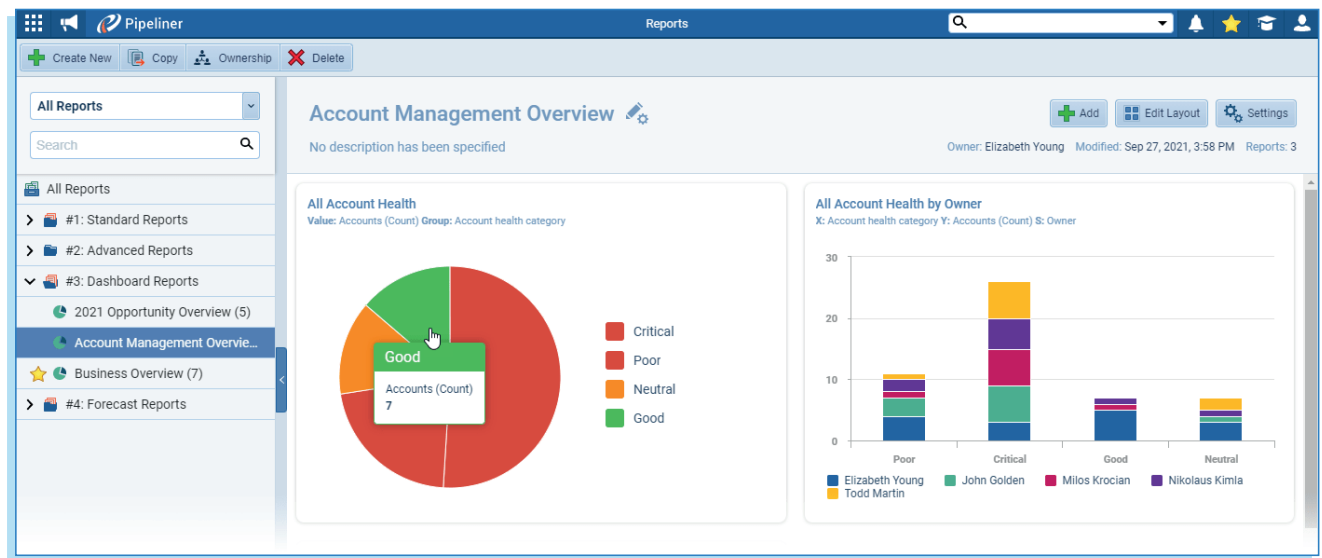 Pipeliner
Reports
Create New
Copy
Ownership
Delete
All Reports
Search
All Reports
#1: Standard Reports
#2: Advanced Reports
#3: Dashboard Reports
2021 Opportunity Overview (5)
Account Management Overvie...
Business Overview (7)
#4: Forecast Reports
Account Management Overview
No description has been specified
Add
Edit Layout
Settings
Owner: Elizabeth Young Modified: Sep 27, 2021, 3:58 PM Reports: 3
All Account Health
Value: Accounts (Count) Group: Account health category
Good
Accounts (Count)
7
Critical
Poor
Neutral
Good
All Account Health by Owner
X: Account health category Y: Accounts (Count) S: Owner
30
20
10
0
Poor Critical Good Neutral
Elizabeth Young John Golden Milos Krocian Nikolaus Kimla
Todd Martin